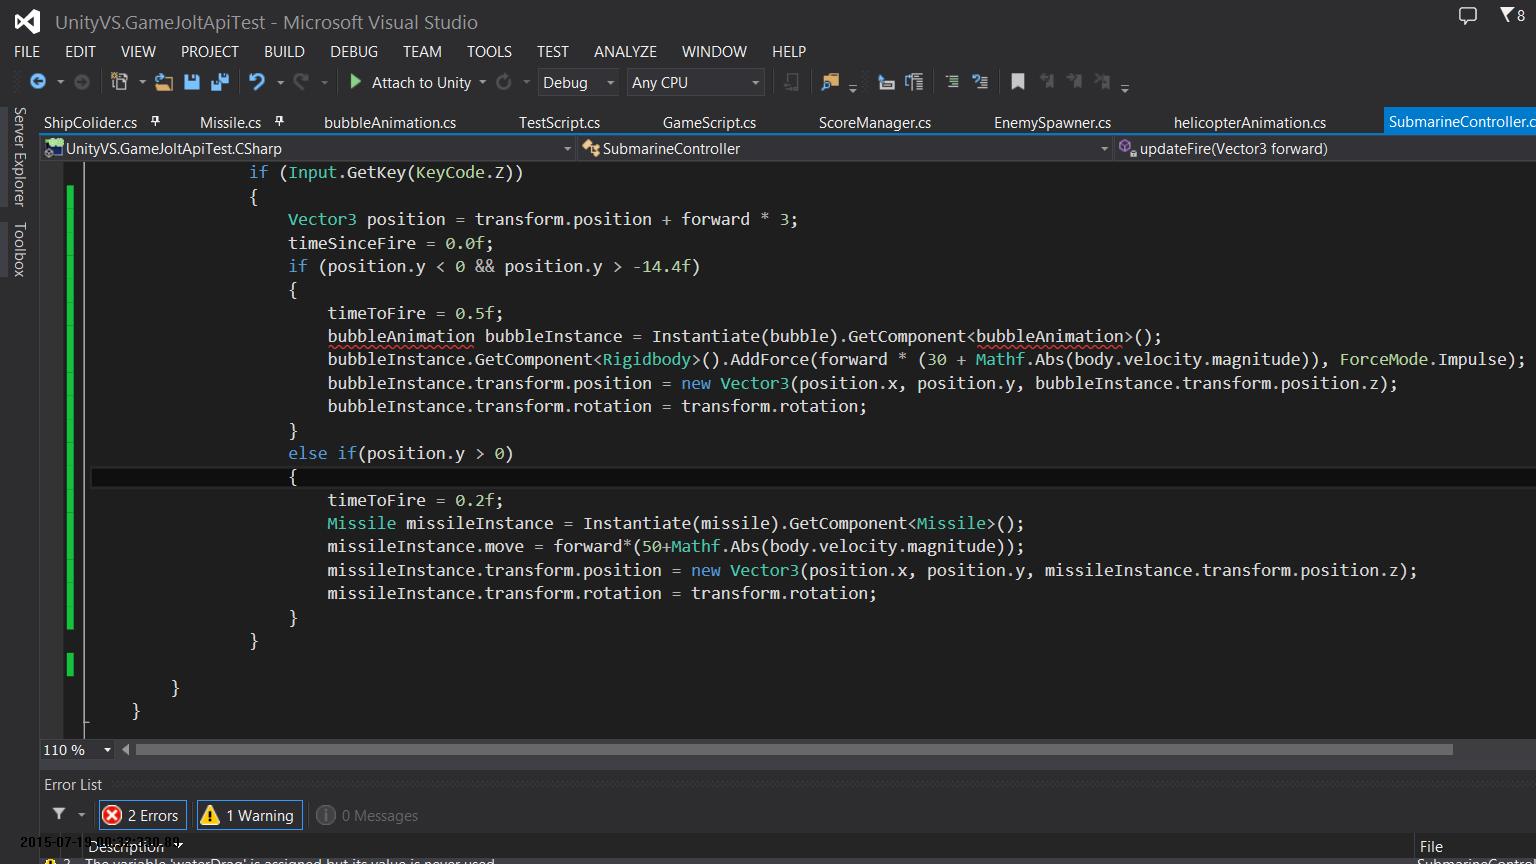 UnityVS.GameJoltApiTest - Microsoft Visual Studio
8
FILE EDIT VIEW PROJECT BUILD DEBUG TEAM TOOLS TEST ANALYZE WINDOW HELP
Attach to Unity Debug Any CPU
Server Explorer
Toolbox
ShipColider.cs Missile.cs bubbleAnimation.cs TestScript.cs GameScript.cs ScoreManager.cs EnemySpawner.cs helicopterAnimation.cs SubmarineController.c
UnityVS.GameJoltApiTest.CSharp SubmarineController updateFire(Vector3 forward)
if (Input.GetKey(KeyCode.Z))
{
Vector3 position = transform.position + forward * 3;
timeSinceFire = 0.0f;
if (position.y < 0 && position.y > -14.4f)
{
timeToFire = 0.5f;
bubbleAnimation bubbleInstance = Instantiate(bubble).GetComponent<bubbleAnimation>();
bubbleInstance.GetComponent<Rigidbody>().AddForce(forward * (30 + Mathf.Abs(body.velocity.magnitude)), ForceMode.Impulse);
bubbleInstance.transform.position = new Vector3(position.x, position.y, bubbleInstance.transform.position.z);
bubbleInstance.transform.rotation = transform.rotation;
}
else if(position.y > 0)
{
timeToFire = 0.2f;
Missile missileInstance = Instantiate(missile).GetComponent<Missile>();
missileInstance.move = forward*(50+Mathf.Abs(body.velocity.magnitude));
missileInstance.transform.position = new Vector3(position.x, position.y, missileInstance.transform.position.z);
missileInstance.transform.rotation = transform.rotation;
}
}
}
}
110 %
Error List
2 Errors 1 Warning 0 Messages
Description File
The variable 'waterDrag' is assigned but its value is never used